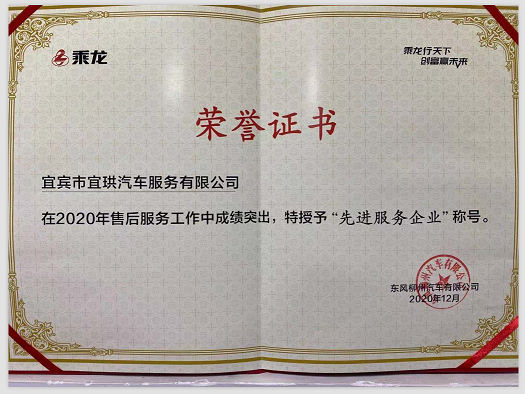 乘龙
乘龙行天下
创富赢未来
荣誉证书
宜宾市宜珙汽车服务有限公司
在2020年售后服务工作中成绩突出，特授予“先进服务企业”称号。
东风柳州汽车有限公司
2020年12月